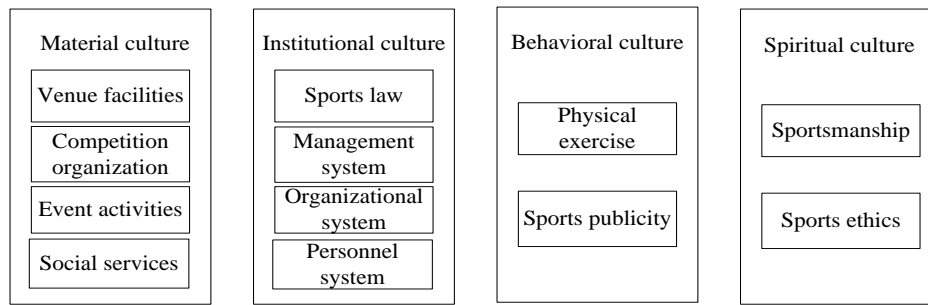 Material culture
Venue facilities
Competition
organization
Event activities
Social services
Institutional culture
Sports law
Management
system
Organizational
system
Personnel
system
Behavioral culture
Physical
exercise
Sports publicity
Spiritual culture
Sportsmanship
Sports ethics